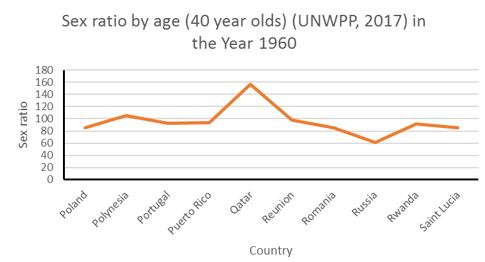 Sex ratio by age (40 year olds) (UNWPP, 2017) in
the Year 1960
180
160
140
120
100
80
60
40
20
0
Sex ratio
Poland
Polynesia
Portugal
Puerto Rico
Qatar
Reunion
Romania
Russia
Rwanda
Saint Lucia
Country